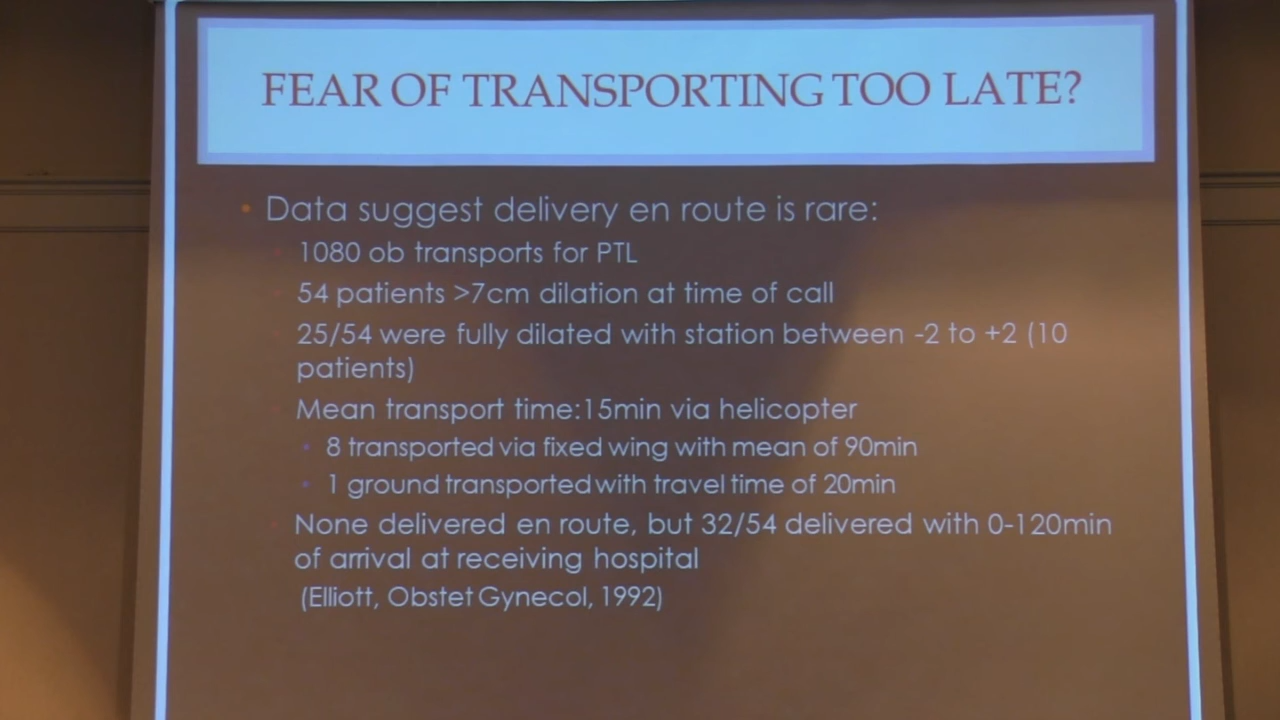 FEAR OF TRANSPORTING TOO LATE?
• Data suggest delivery en route is rare:
1080 ob transports for PTL
54 patients >7cm dilation at time of call
25/54 were fully dilated with station between -2 to +2 (10
patients)
Mean transport time:15min via helicopter
• 8 transported via fixed wing with mean of 90min
• 1 ground transported with travel time of 20min
None delivered en route, but 32/54 delivered with 0-120min
of arrival at receiving hospital
(Elliott, Obstet Gynecol, 1992)